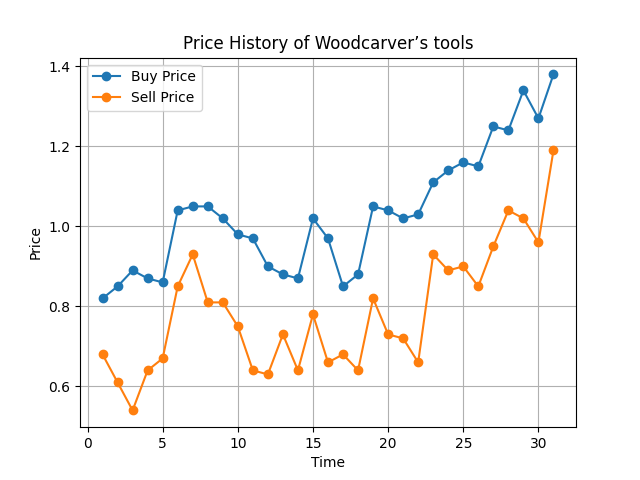 Price History of Woodcarver’s tools
Buy Price
Sell Price
Price
1.4
1.2
1.0
0.8
0.6
0 5 10 15 20 25 30
Time